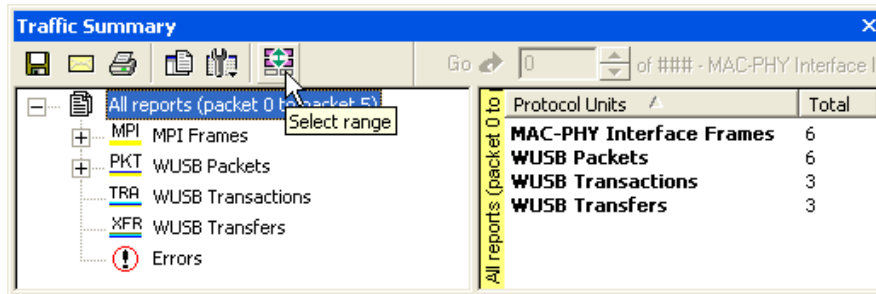 Traffic Summary
Go 0 of ### - MAC-PHY Interface
All reports (packet 0 to packet 5)
Select range
MPI MPI Frames
PKT WUSB Packets
TRA WUSB Transactions
XFR WUSB Transfers
Errors
All reports (packet 0 to
Protocol Units Total
MAC-PHY Interface Frames 6
WUSB Packets 6
WUSB Transactions 3
WUSB Transfers 3